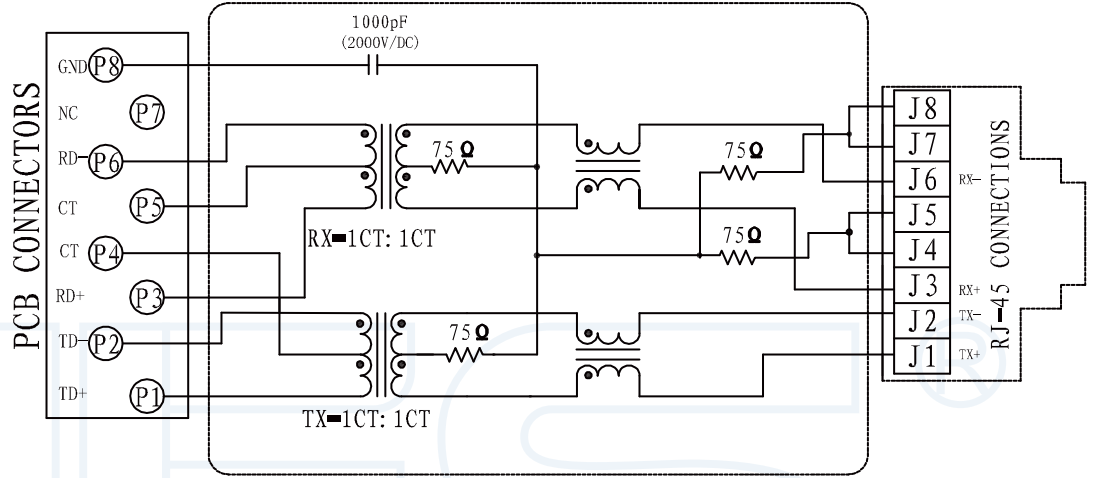 1000pF
(2000V/DC)
PCB CONNECTORS
GND P8
NC P7
RD- P6
CT P5
CT P4
RD+ P3
TD- P2
TD+ P1
75Ω
RX-1CT:1CT
75Ω
75Ω
75Ω
TX-1CT:1CT
J8
J7
J6 RX-
J5
J4
J3 RX+
J2 TX-
J1 TX+
RJ-45 CONNECTIONS
®